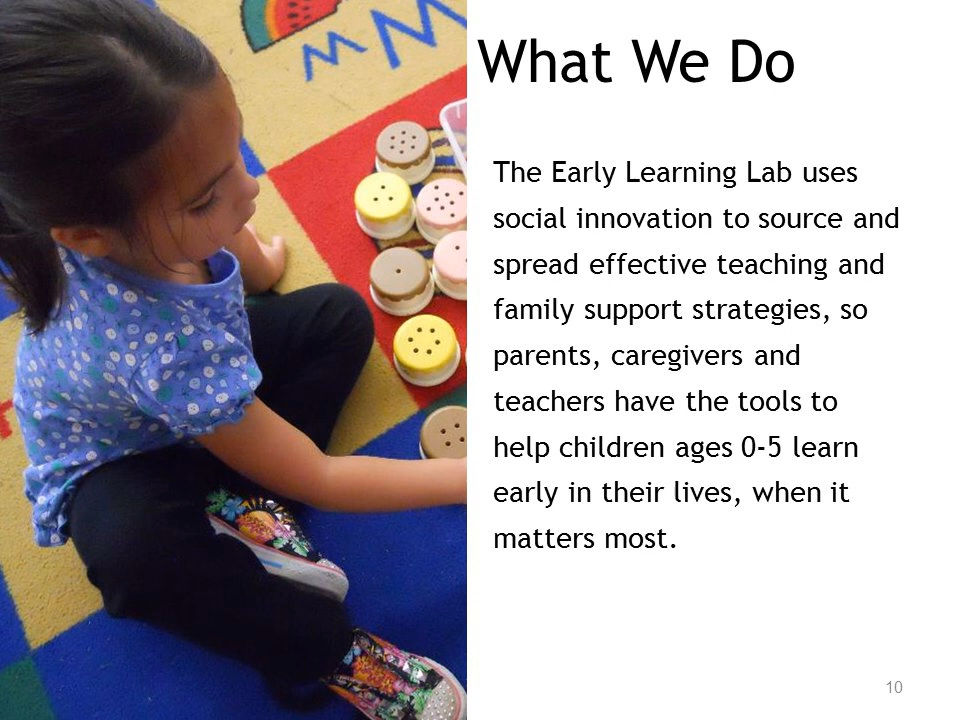 What We Do
The Early Learning Lab uses
social innovation to source and
spread effective teaching and
family support strategies, so
parents, caregivers and
teachers have the tools to
help children ages 0-5 learn
early in their lives, when it
matters most.
10